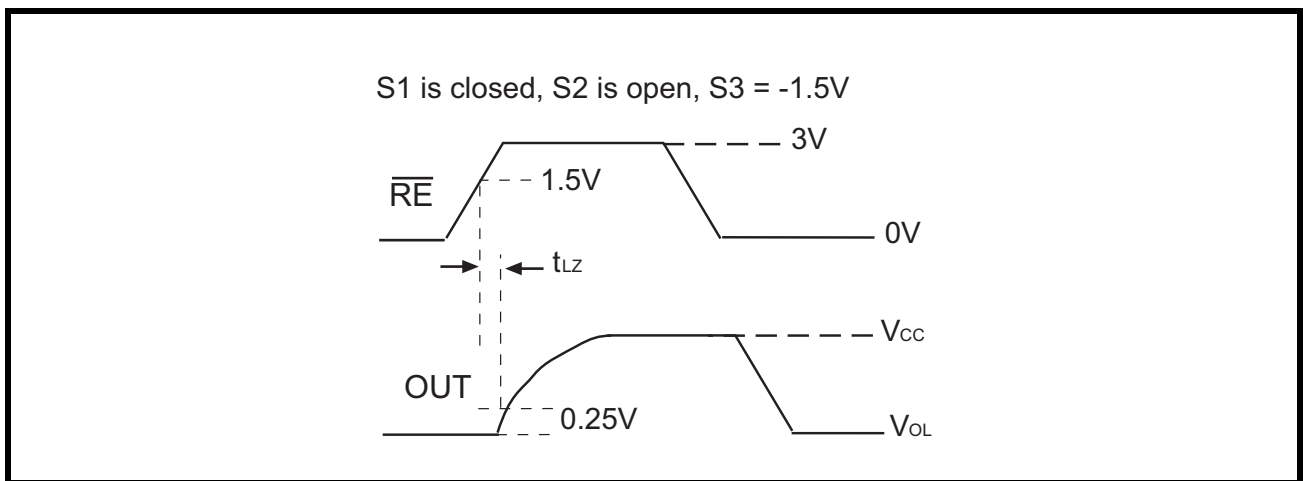 S1 is closed, S2 is open, S3 = -1.5V
3V
1.5V
R̅E̅
0V
tLZ
VCC
OUT
0.25V
VOL